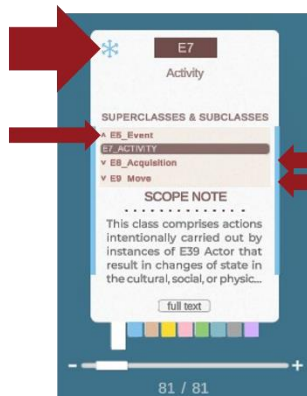 E7
Activity
SUPERCLASSES & SUBCLASSES
˄ E5_Event
E7_ACTIVITY
˅ E8_Acquisition
˅ E9_Move
SCOPE NOTE
This class comprises actions
intentionally carried out by
instances of E39 Actor that
result in changes of state in
the cultural, social, or physic...
full text
- +
81 / 81